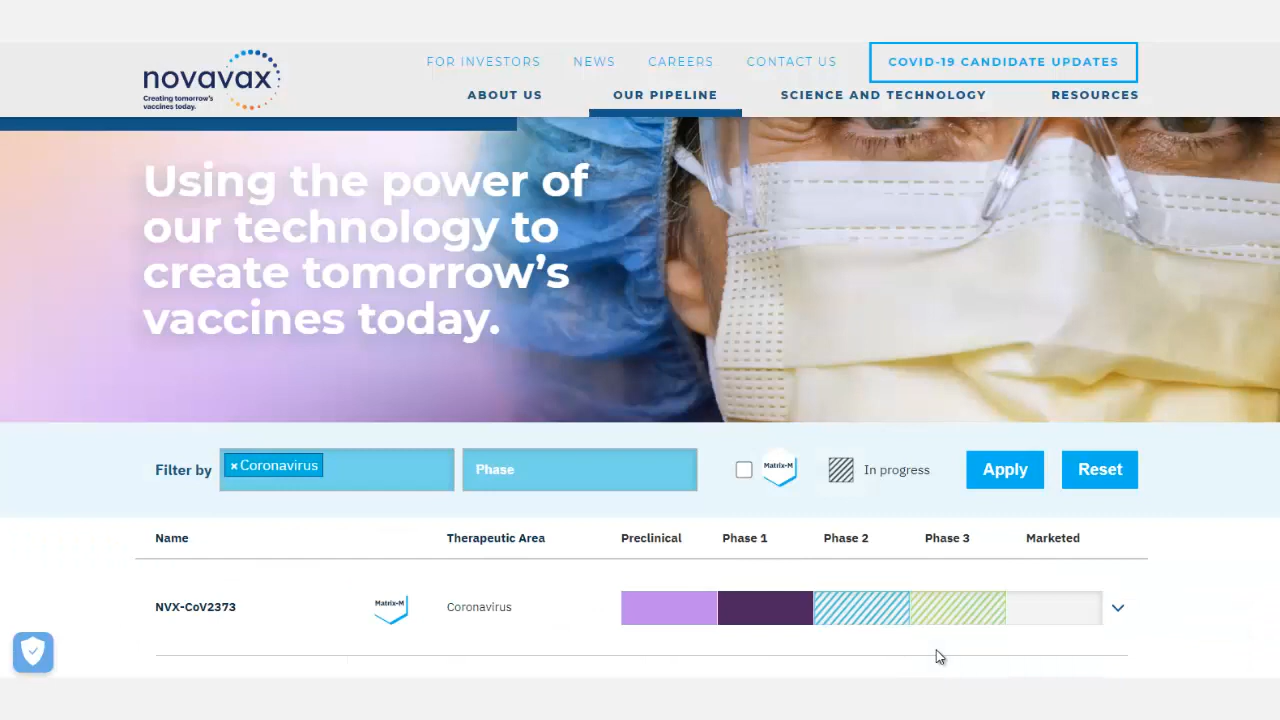 novavax
Creating tomorrow's
vaccines today.
FOR INVESTORS NEWS CAREERS CONTACT US COVID-19 CANDIDATE UPDATES
ABOUT US OUR PIPELINE SCIENCE AND TECHNOLOGY RESOURCES
Using the power of
our technology to
create tomorrow’s
vaccines today.
Filter by ×Coronavirus Phase Matrix-M In progress Apply Reset
Name Therapeutic Area Preclinical Phase 1 Phase 2 Phase 3 Marketed
NVX-CoV2373 Matrix-M Coronavirus